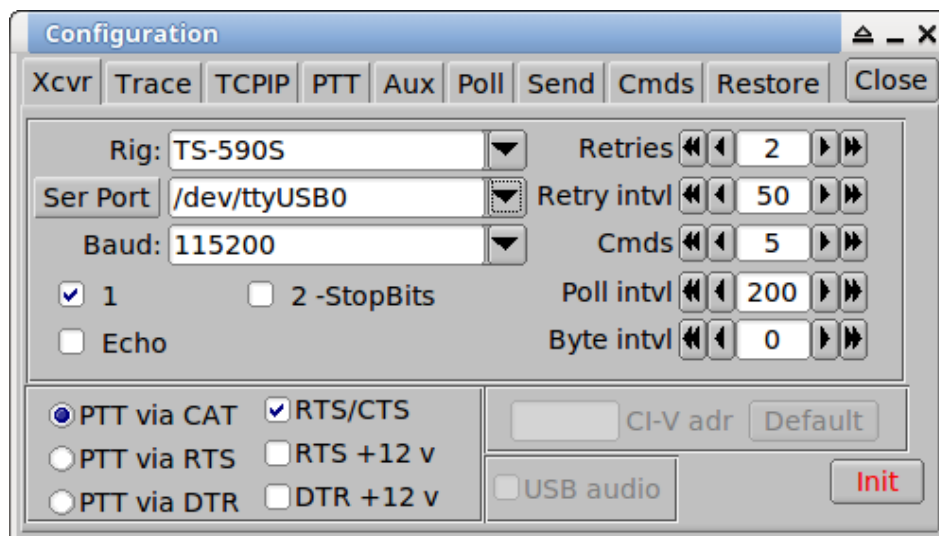 Configuration
Xcvr Trace TCPIP PTT Aux Poll Send Cmds Restore Close
Rig: TS-590S Retries 2
Ser Port /dev/ttyUSB0 Retry intvl 50
Baud: 115200 Cmds 5
1 2 -StopBits Poll intvl 200
Echo Byte intvl 0
PTT via CAT RTS/CTS CI-V adr Default
PTT via RTS RTS +12 v
PTT via DTR DTR +12 v USB audio Init